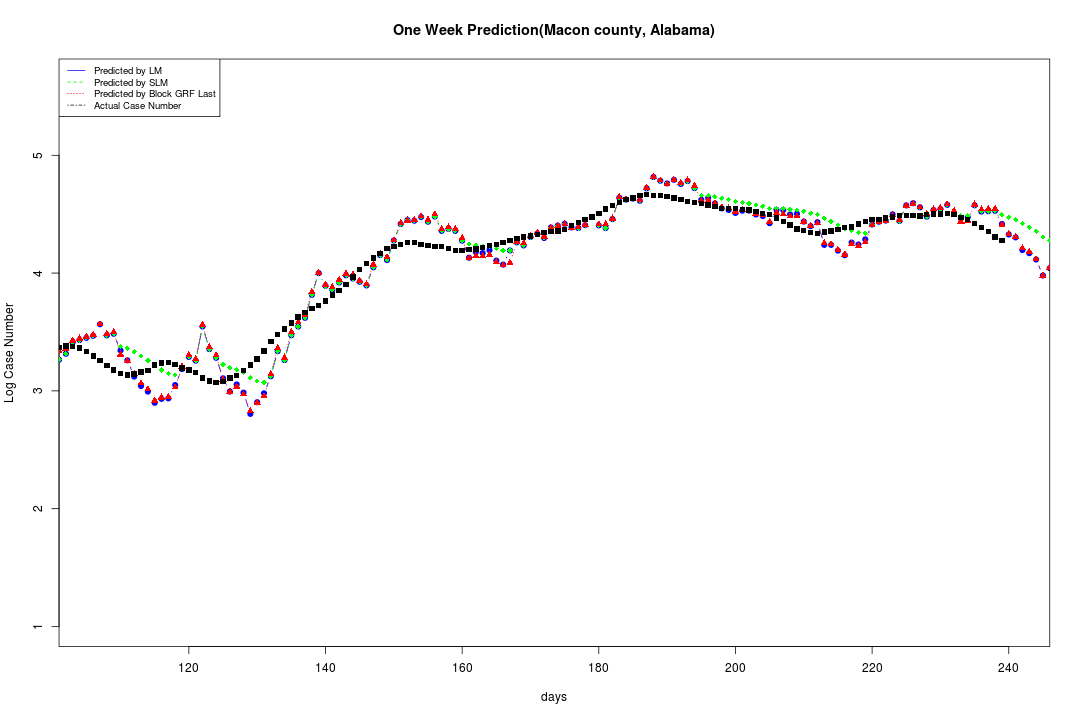 One Week Prediction(Macon county, Alabama)
Predicted by LM
Predicted by SLM
Predicted by Block GRF Last
Actual Case Number
5
4
3
2
1
Log Case Number
120 140 160 180 200 220 240
days